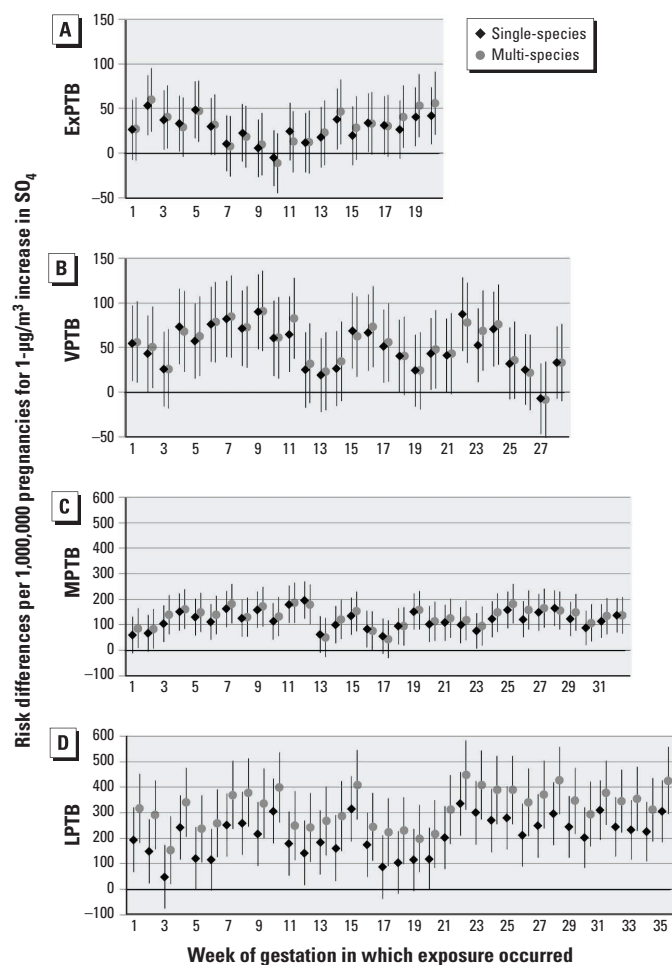 A
Single-species
Multi-species
150
100
50
0
–50
ExPTB
1 3 5 7 9 11 13 15 17 19
B
150
100
50
0
–50
VPTB
1 3 5 7 9 11 13 15 17 19 21 23 25 27
C
600
500
400
300
200
100
0
–100
MPTB
1 3 5 7 9 11 13 15 17 19 21 23 25 27 29 31
D
600
500
400
300
200
100
0
–100
LPTB
1 3 5 7 9 11 13 15 17 19 21 23 25 27 29 31 33 35
Risk differences per 1,000,000 pregnancies for 1-μg/m³ increase in SO₄
Week of gestation in which exposure occurred